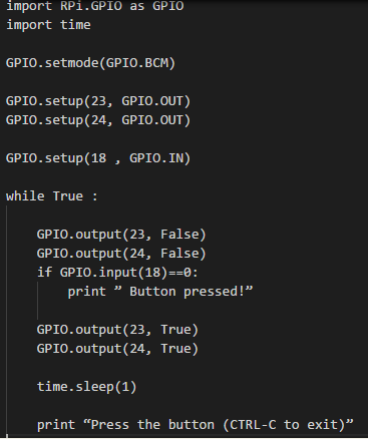 import RPi.GPIO as GPIO
import time
GPIO.setmode(GPIO.BCM)
GPIO.setup(23, GPIO.OUT)
GPIO.setup(24, GPIO.OUT)
GPIO.setup(18 , GPIO.IN)
while True :
    GPIO.output(23, False)
    GPIO.output(24, False)
    if GPIO.input(18)==0:
        print ” Button pressed!”
    GPIO.output(23, True)
    GPIO.output(24, True)
    time.sleep(1)
    print “Press the button (CTRL-C to exit)”